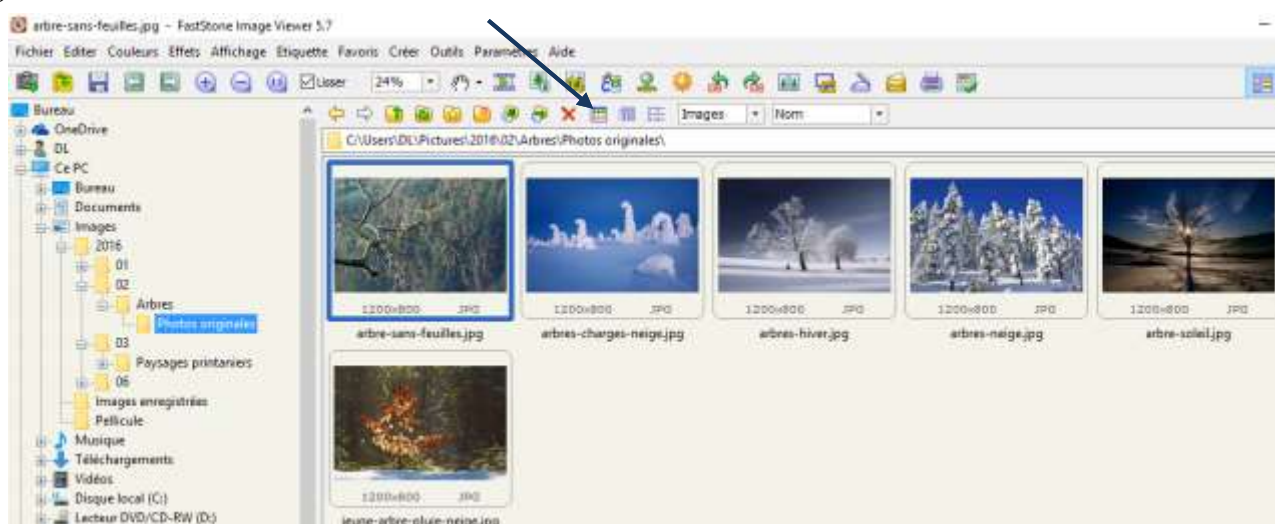 arbre-sans-feuilles.jpg - FastStone Image Viewer 5.7
Fichier Editer Couleurs Effets Affichage Etiquette Favoris Créer Outils Paramètres Aide
Lisser 24%
Images Nom
C:\Users\DL\Pictures\2016\02\Arbres\Photos originales\
Bureau
OneDrive
DL
Ce PC
Bureau
Documents
Images
2016
01
02
Arbres
Photos originales
03
Paysages printaniers
06
Images enregistrées
Pellicule
Musique
Téléchargements
Vidéos
Disque local (C:)
Lecteur DVD/CD-RW (D:)
1200x800 JPG
arbre-sans-feuilles.jpg
1200x800 JPG
arbres-charges-neige.jpg
1200x800 JPG
arbres-hiver.jpg
1200x800 JPG
arbres-neige.jpg
1200x800 JPG
arbre-soleil.jpg
1200x800 JPG
jeune-arbre-pluie-neige.jpg